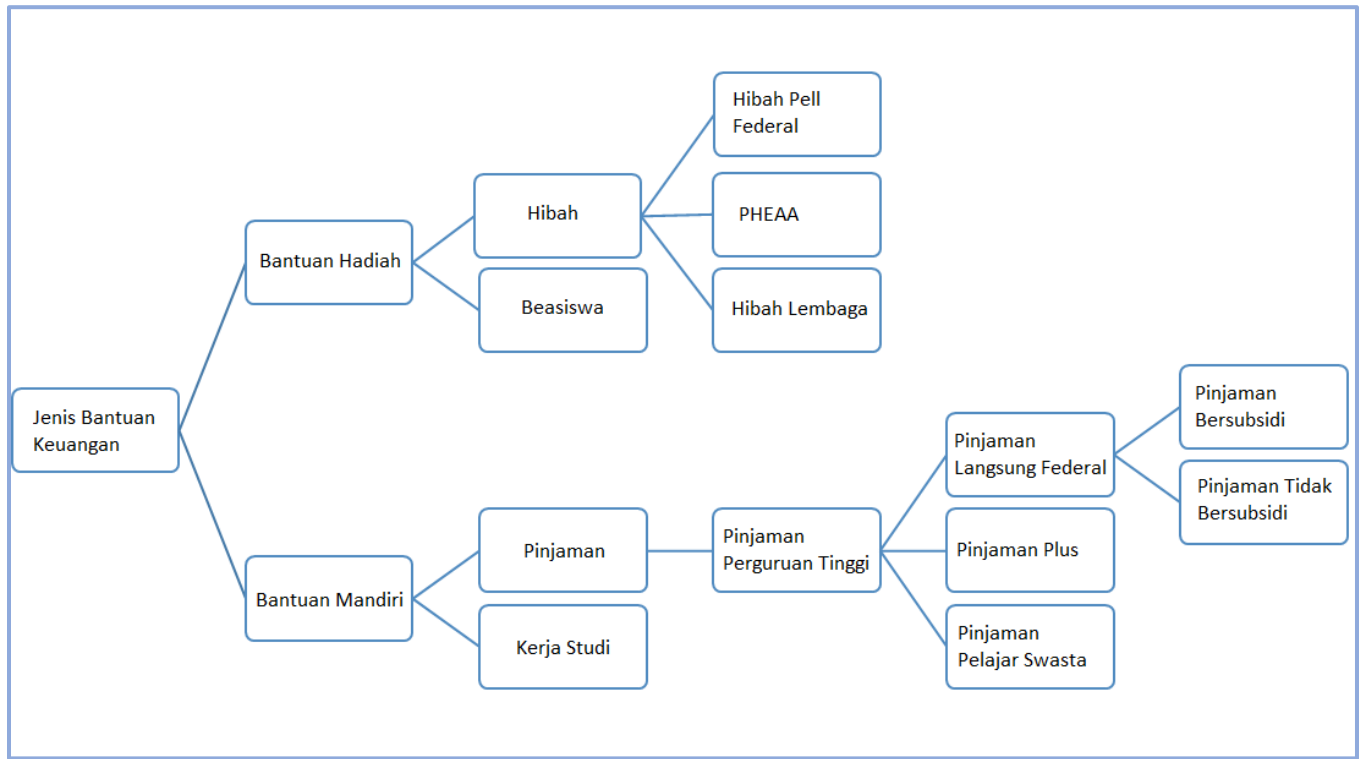 Jenis Bantuan
Keuangan
Bantuan Hadiah
Hibah
Hibah Pell
Federal
PHEAA
Hibah Lembaga
Beasiswa
Bantuan Mandiri
Pinjaman
Pinjaman
Perguruan Tinggi
Pinjaman
Langsung Federal
Pinjaman
Bersubsidi
Pinjaman Tidak
Bersubsidi
Pinjaman Plus
Pinjaman
Pelajar Swasta
Kerja Studi